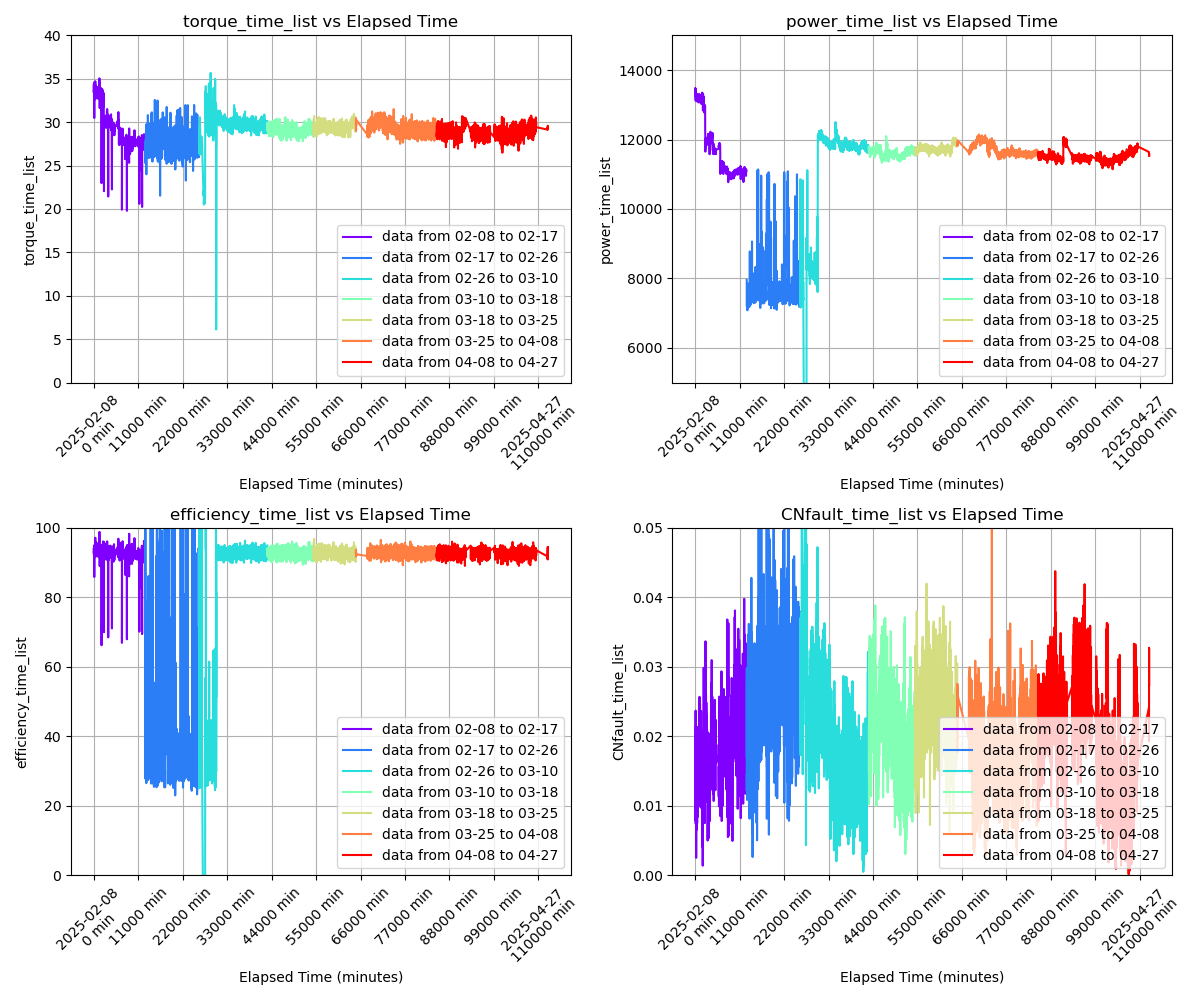 torque_time_list vs Elapsed Time
40
35
30
25
20
15
10
5
0
torque_time_list
data from 02-08 to 02-17
data from 02-17 to 02-26
data from 02-26 to 03-10
data from 03-10 to 03-18
data from 03-18 to 03-25
data from 03-25 to 04-08
data from 04-08 to 04-27
2025-02-08
0 min
11000 min
22000 min
33000 min
44000 min
55000 min
66000 min
77000 min
88000 min
99000 min
2025-04-27
110000 min
Elapsed Time (minutes)
power_time_list vs Elapsed Time
14000
12000
10000
8000
6000
power_time_list
data from 02-08 to 02-17
data from 02-17 to 02-26
data from 02-26 to 03-10
data from 03-10 to 03-18
data from 03-18 to 03-25
data from 03-25 to 04-08
data from 04-08 to 04-27
2025-02-08
0 min
11000 min
22000 min
33000 min
44000 min
55000 min
66000 min
77000 min
88000 min
99000 min
2025-04-27
110000 min
Elapsed Time (minutes)
efficiency_time_list vs Elapsed Time
100
80
60
40
20
0
efficiency_time_list
data from 02-08 to 02-17
data from 02-17 to 02-26
data from 02-26 to 03-10
data from 03-10 to 03-18
data from 03-18 to 03-25
data from 03-25 to 04-08
data from 04-08 to 04-27
2025-02-08
0 min
11000 min
22000 min
33000 min
44000 min
55000 min
66000 min
77000 min
88000 min
99000 min
2025-04-27
110000 min
Elapsed Time (minutes)
CNfault_time_list vs Elapsed Time
0.05
0.04
0.03
0.02
0.01
0.00
CNfault_time_list
data from 02-08 to 02-17
data from 02-17 to 02-26
data from 02-26 to 03-10
data from 03-10 to 03-18
data from 03-18 to 03-25
data from 03-25 to 04-08
data from 04-08 to 04-27
2025-02-08
0 min
11000 min
22000 min
33000 min
44000 min
55000 min
66000 min
77000 min
88000 min
99000 min
2025-04-27
110000 min
Elapsed Time (minutes)